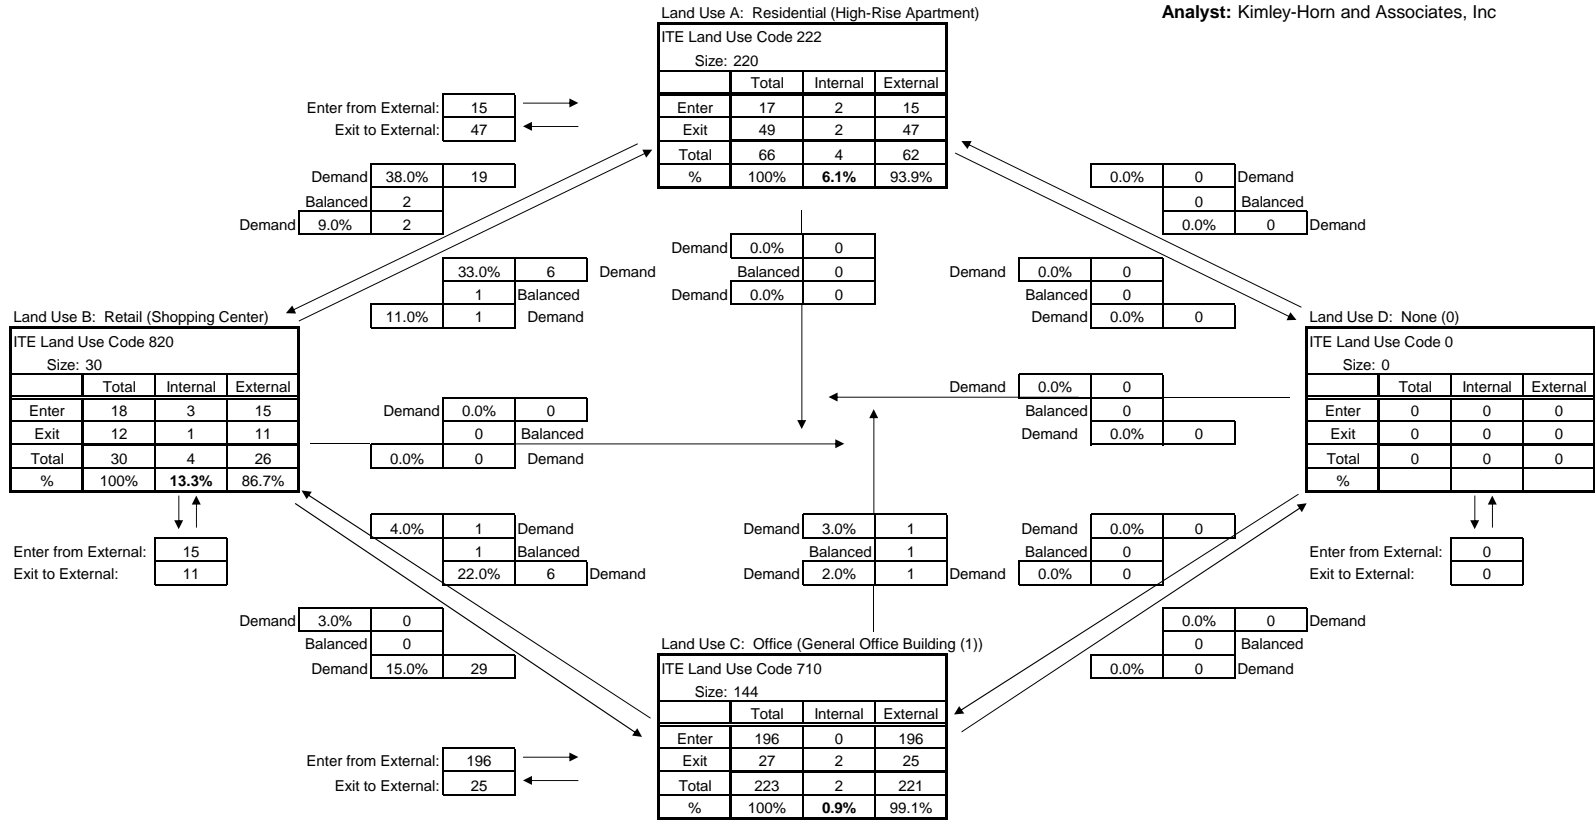 Land Use A: Residential (High-Rise Apartment)
Analyst: Kimley-Horn and Associates, Inc
ITE Land Use Code 222
Size: 220
Total Internal External
Enter 17 2 15
Exit 49 2 47
Total 66 4 62
% 100% 6.1% 93.9%
Enter from External: 15
Exit to External: 47
Demand 38.0% 19
Balanced 2
Demand 9.0% 2
0.0% 0 Demand
0 Balanced
0.0% 0 Demand
Demand 0.0% 0
Balanced 0
Demand 0.0% 0
33.0% 6 Demand
1 Balanced
11.0% 1 Demand
Demand 0.0% 0
Balanced 0
Demand 0.0% 0
Land Use B: Retail (Shopping Center)
ITE Land Use Code 820
Size: 30
Total Internal External
Enter 18 3 15
Exit 12 1 11
Total 30 4 26
% 100% 13.3% 86.7%
Enter from External: 15
Exit to External: 11
Land Use D: None (0)
ITE Land Use Code 0
Size: 0
Total Internal External
Enter 0 0 0
Exit 0 0 0
Total 0 0 0
%
Enter from External: 0
Exit to External: 0
Demand 0.0% 0
0 Balanced
0.0% 0 Demand
Demand 0.0% 0
Balanced 0
Demand 0.0% 0
4.0% 1 Demand
1 Balanced
22.0% 6 Demand
Demand 3.0% 1
Balanced 1
Demand 2.0% 1
Demand 0.0% 0
Balanced 0
Demand 0.0% 0
Demand 3.0% 0
Balanced 0
Demand 15.0% 29
0.0% 0 Demand
0 Balanced
0.0% 0 Demand
Land Use C: Office (General Office Building (1))
ITE Land Use Code 710
Size: 144
Total Internal External
Enter 196 0 196
Exit 27 2 25
Total 223 2 221
% 100% 0.9% 99.1%
Enter from External: 196
Exit to External: 25